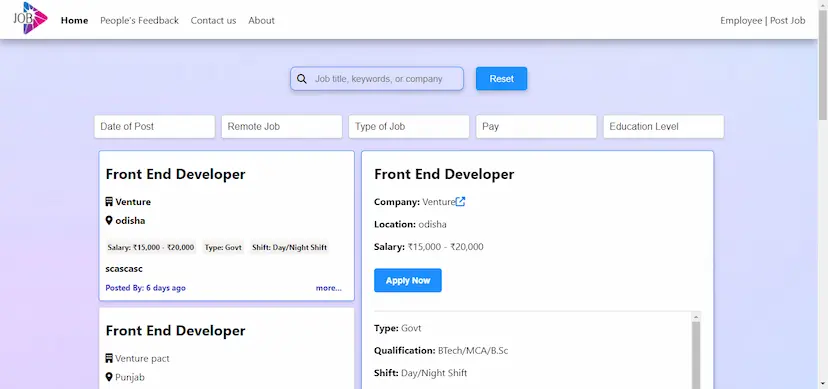 JOB
Home People's Feedback Contact us About Employee | Post Job
Job title, keywords, or company Reset
Date of Post Remote Job Type of Job Pay Education Level
Front End Developer
Venture
odisha
Salary: ₹15,000 - ₹20,000 Type: Govt Shift: Day/Night Shift
scascasc
Posted By: 6 days ago more...
Front End Developer
Venture pact
Punjab
Front End Developer
Company: Venture
Location: odisha
Salary: ₹15,000 - ₹20,000
Apply Now
Type: Govt
Qualification: BTech/MCA/B.Sc
Shift: Day/Night Shift